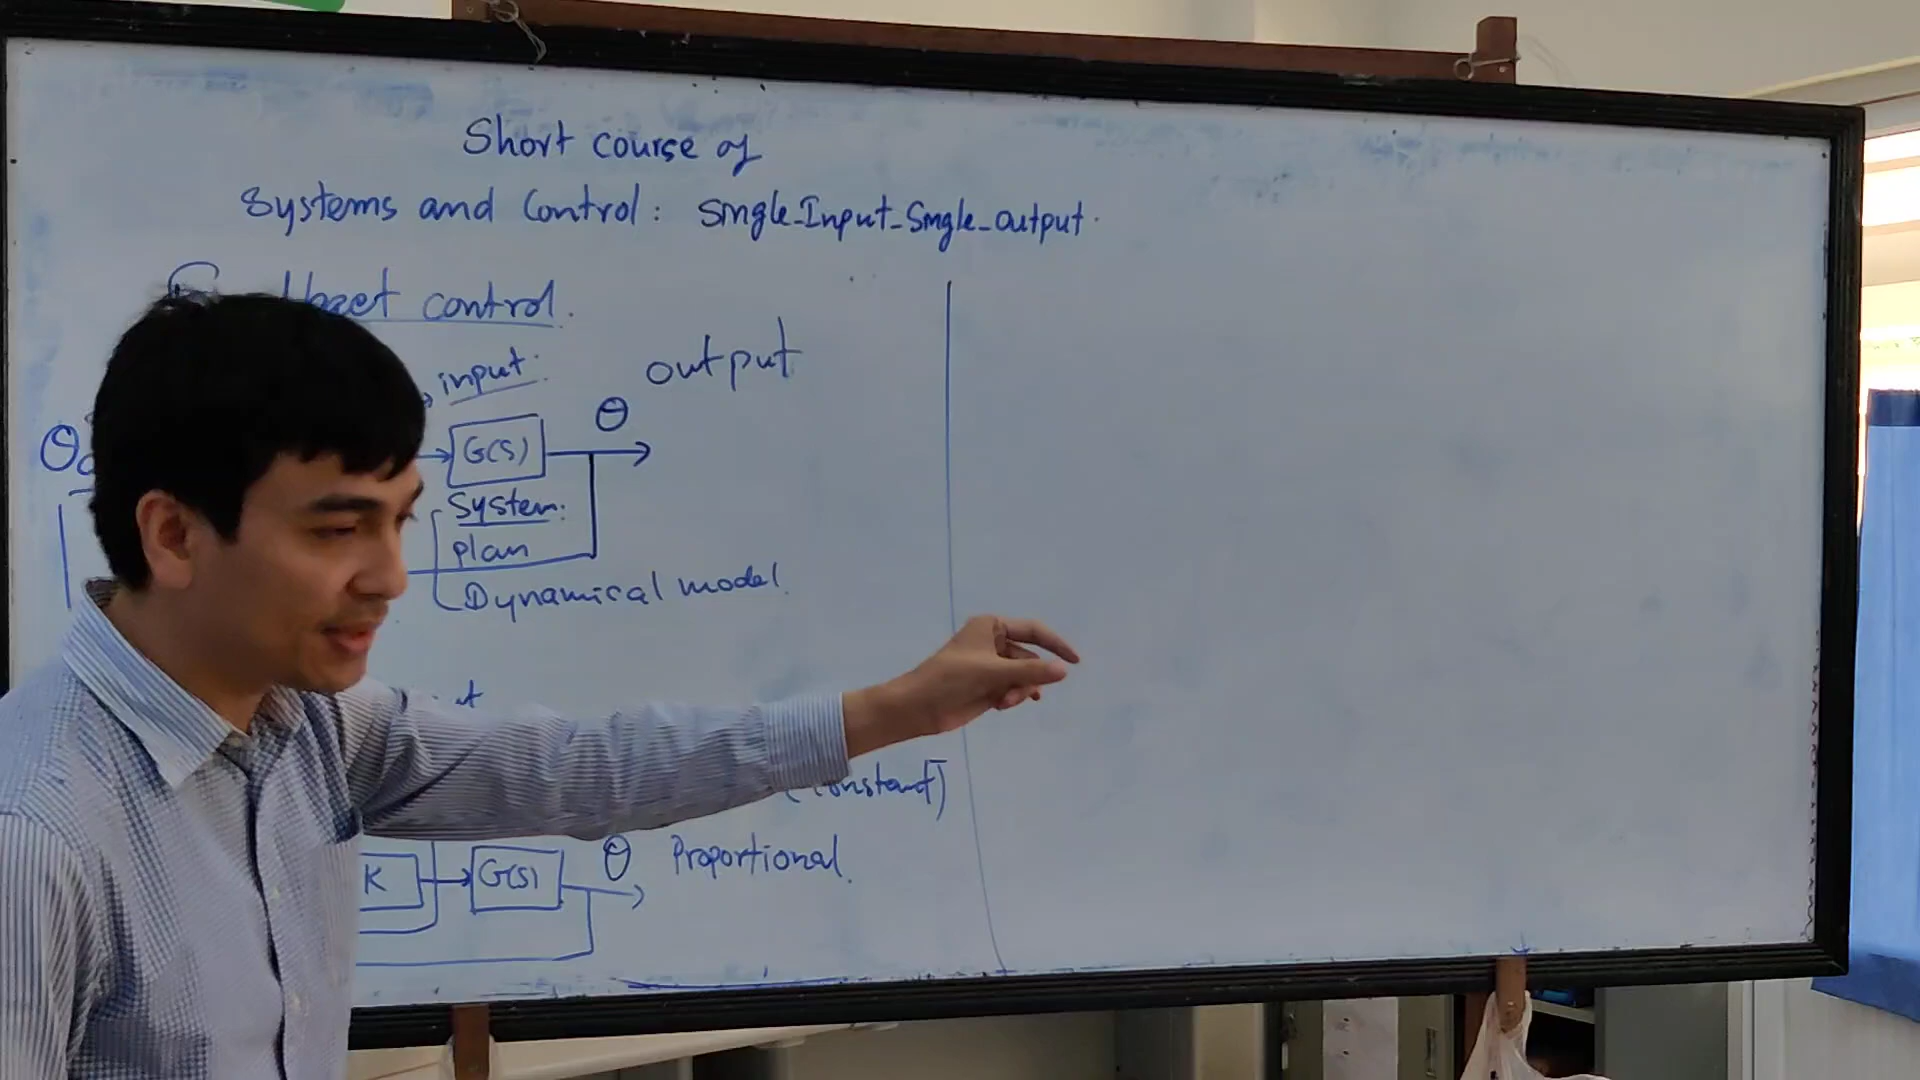 Short course of
Systems and Control: Single-Input-Single-output.
control.
input:
output
θ
G(s)
System:
plan
Dynamical model.
(constant)
θ Proportional.
K
G(s)